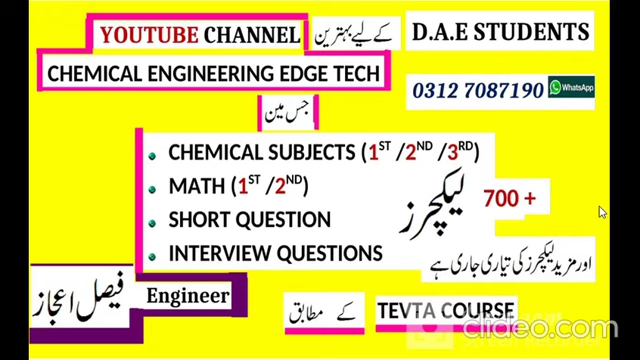 D.A.E STUDENTS کے لیے بہترین YOUTUBE CHANNEL
CHEMICAL ENGINEERING EDGE TECH
0312 7087190 WhatsApp
جس مین
CHEMICAL SUBJECTS (1ST /2ND /3RD)
MATH (1ST /2ND)
SHORT QUESTION
INTERVIEW QUESTIONS
700 + لیکچرز
اور مزید لیکچرز کی تیاری جاری ہے
Engineer فیصل اعجاز
TEVTA COURSE کے مطابق
clideo.com